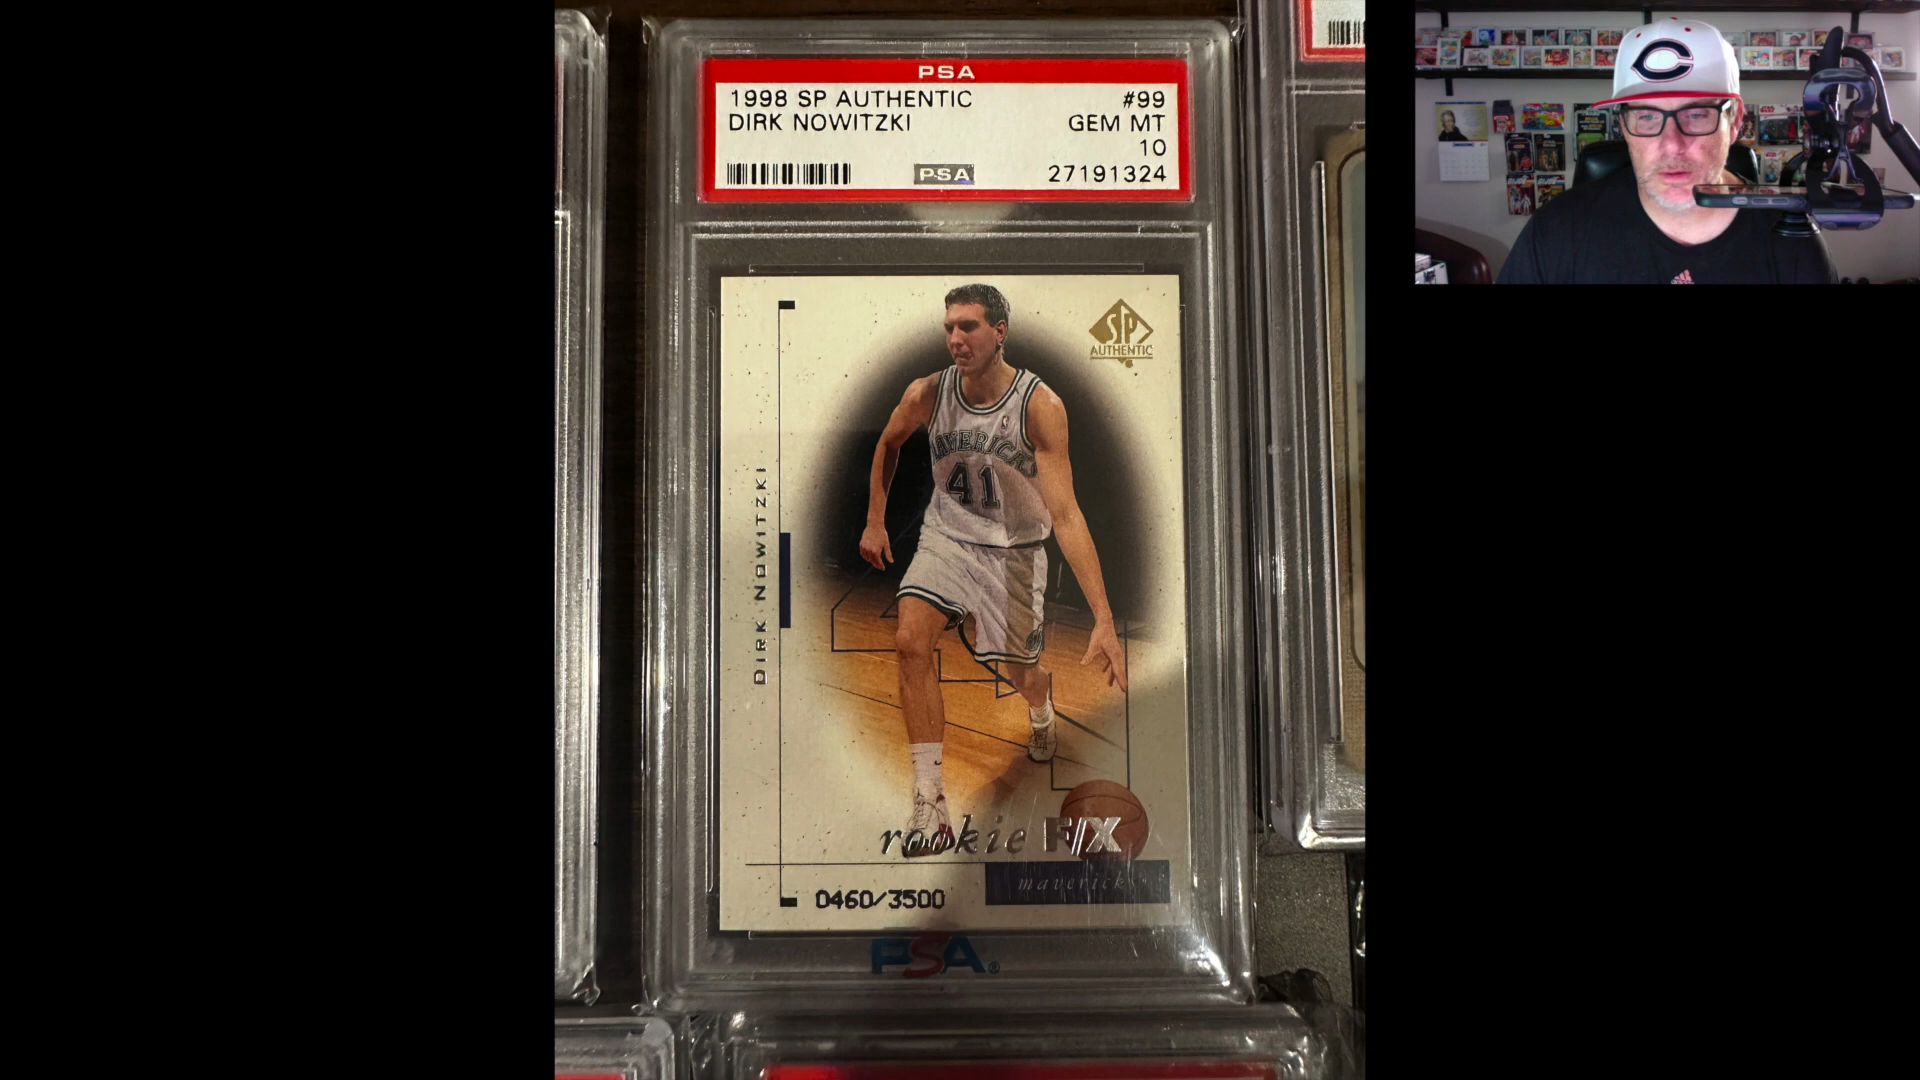 PSA
1998 SP AUTHENTIC #99
DIRK NOWITZKI GEM MT
10
PSA 27191324
SP
AUTHENTIC
MAVERICKS
41
DIRK NOWITZKI
rookie F/X
mavericks
0460/3500
PSA®
C